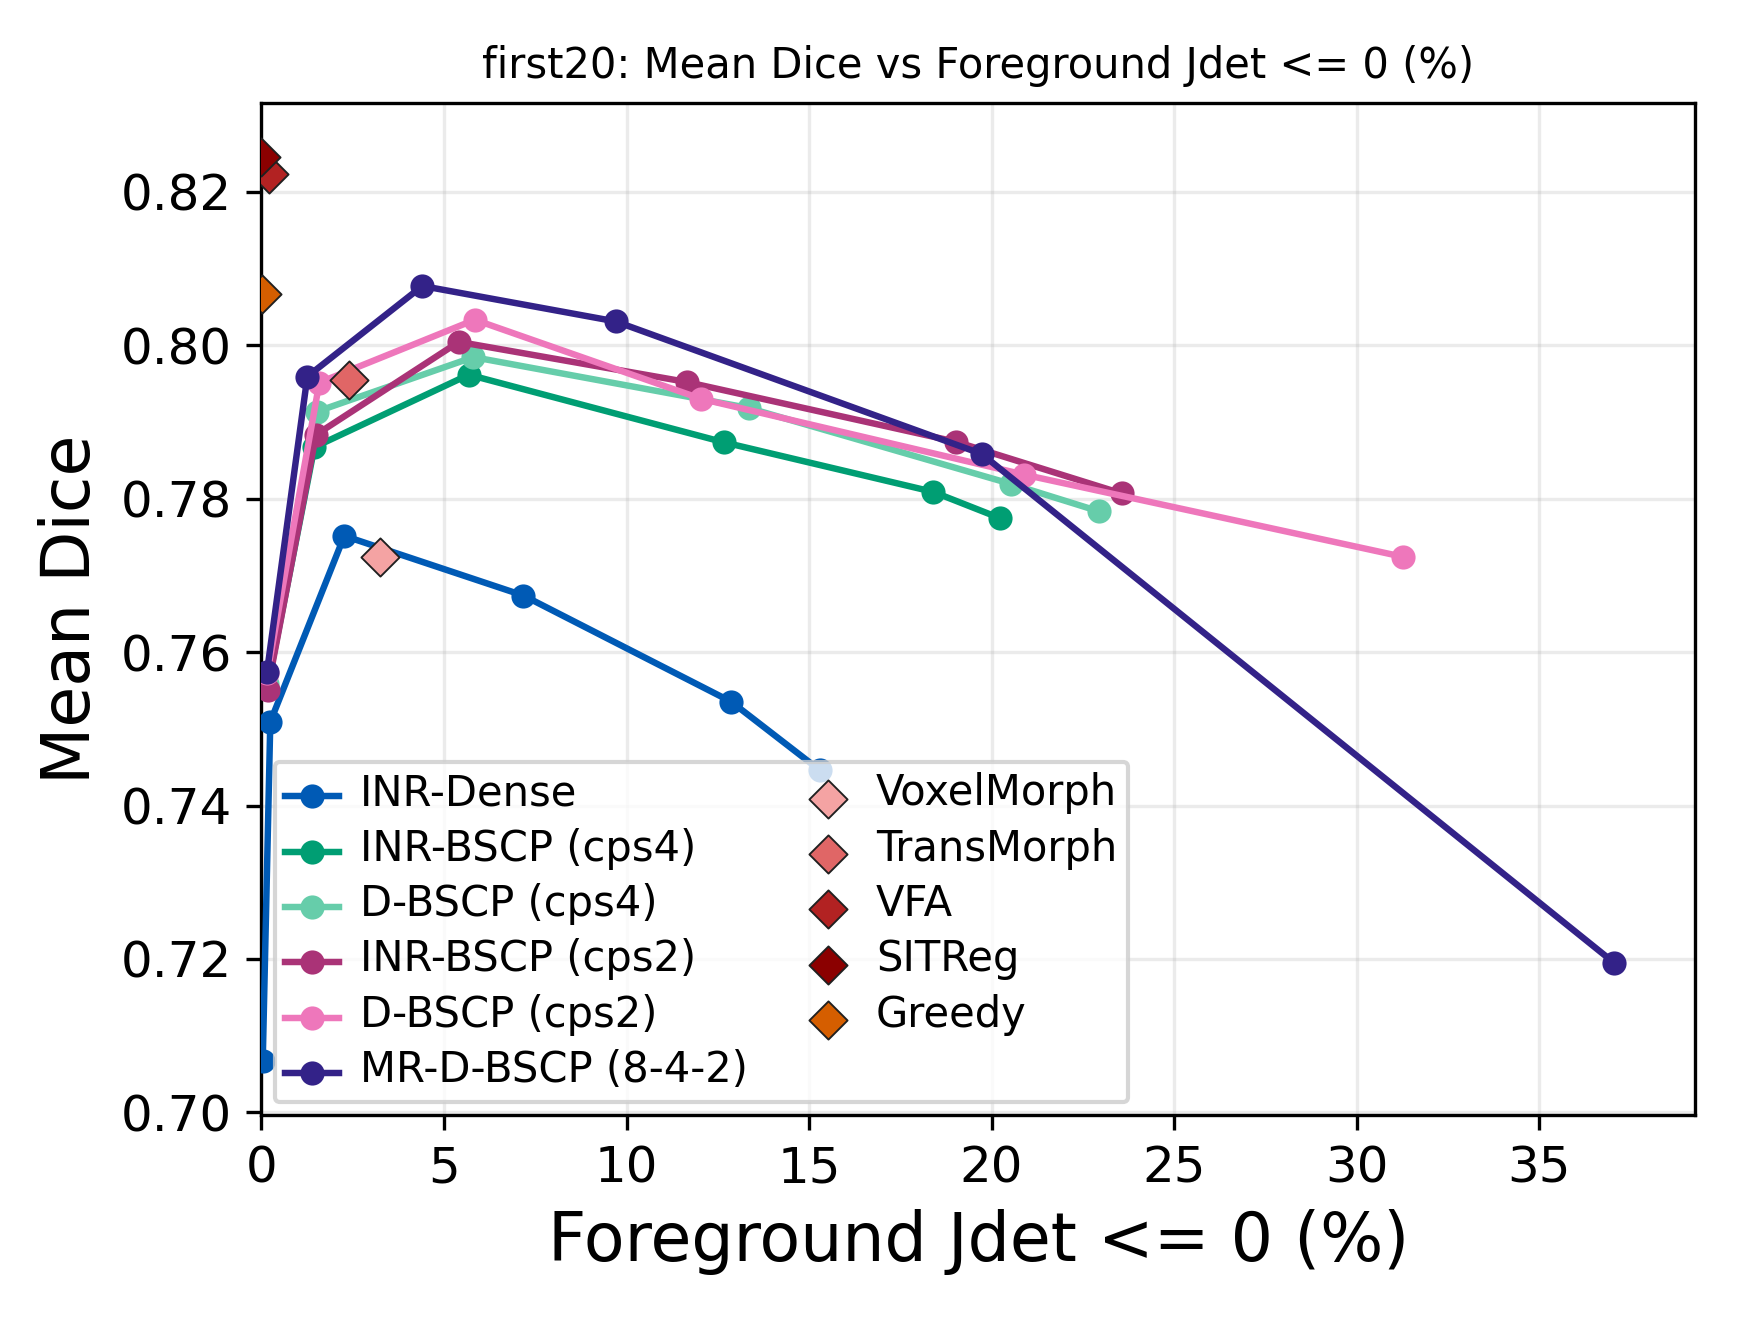 first20: Mean Dice vs Foreground Jdet <= 0 (%)
Mean Dice
0.82
0.80
0.78
0.76
0.74
0.72
0.70
INR-Dense
INR-BSCP (cps4)
D-BSCP (cps4)
INR-BSCP (cps2)
D-BSCP (cps2)
MR-D-BSCP (8-4-2)
VoxelMorph
TransMorph
VFA
SITReg
Greedy
0 5 10 15 20 25 30 35
Foreground Jdet <= 0 (%)